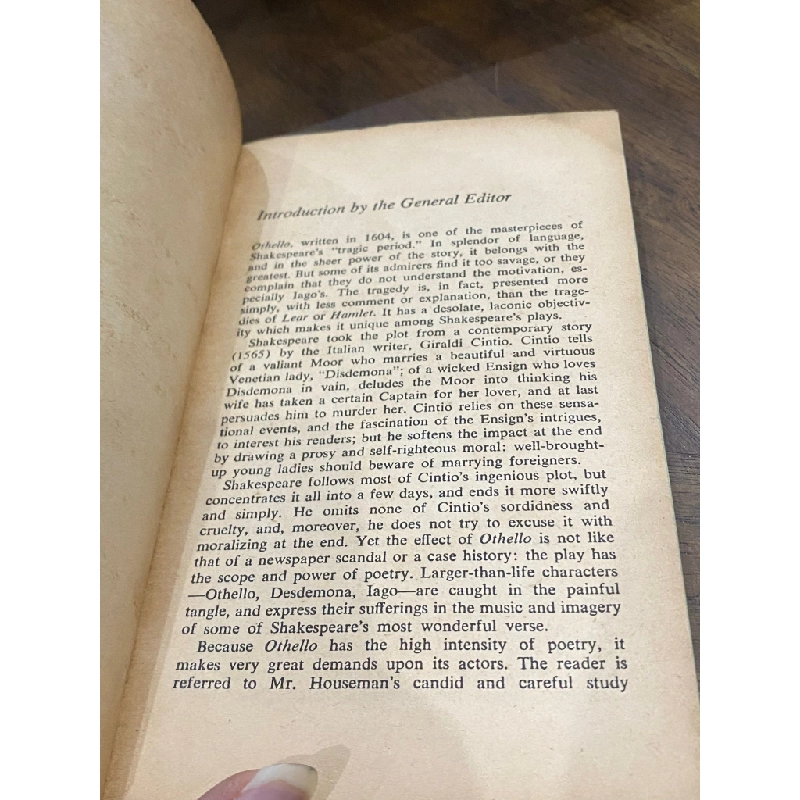 Introduction by the General Editor
Othello, written in 1604, is one of the masterpieces of
Shakespeare's "tragic period." In splendor of language,
and in the sheer power of the story, it belongs with the
greatest. But some of its admirers find it too savage, or they
complain that they do not understand the motivation, es-
pecially Iago's. The tragedy is, in fact, presented more
simply, with less comment or explanation, than the trage-
dies of Lear or Hamlet. It has a desolate, laconic objectiv-
ity which makes it unique among Shakespeare's plays.
Shakespeare took the plot from a contemporary story
(1565) by the Italian writer, Giraldi Cintio. Cintio tells
of a valiant Moor who marries a beautiful and virtuous
Venetian lady, "Disdemona"; of a wicked Ensign who loves
Disdemona in vain, deludes the Moor into thinking his
wife has taken a certain Captain for her lover, and at last
persuades him to murder her. Cintio relies on these sensa-
tional events, and the fascination of the Ensign's intrigues,
to interest his readers; but he softens the impact at the end
by drawing a prosy and self-righteous moral: well-brought-
up young ladies should beware of marrying foreigners.
Shakespeare follows most of Cintio's ingenious plot, but
concentrates it all into a few days, and ends it more swiftly
and simply. He omits none of Cintio's sordidness and
cruelty, and, moreover, he does not try to excuse it with
moralizing at the end. Yet the effect of Othello is not like
that of a newspaper scandal or a case history: the play has
the scope and power of poetry. Larger-than-life characters
—Othello, Desdemona, Iago—are caught in the painful
tangle, and express their sufferings in the music and imagery
of some of Shakespeare's most wonderful verse.
Because Othello has the high intensity of poetry, it
makes very great demands upon its actors. The reader is
referred to Mr. Houseman's candid and careful study